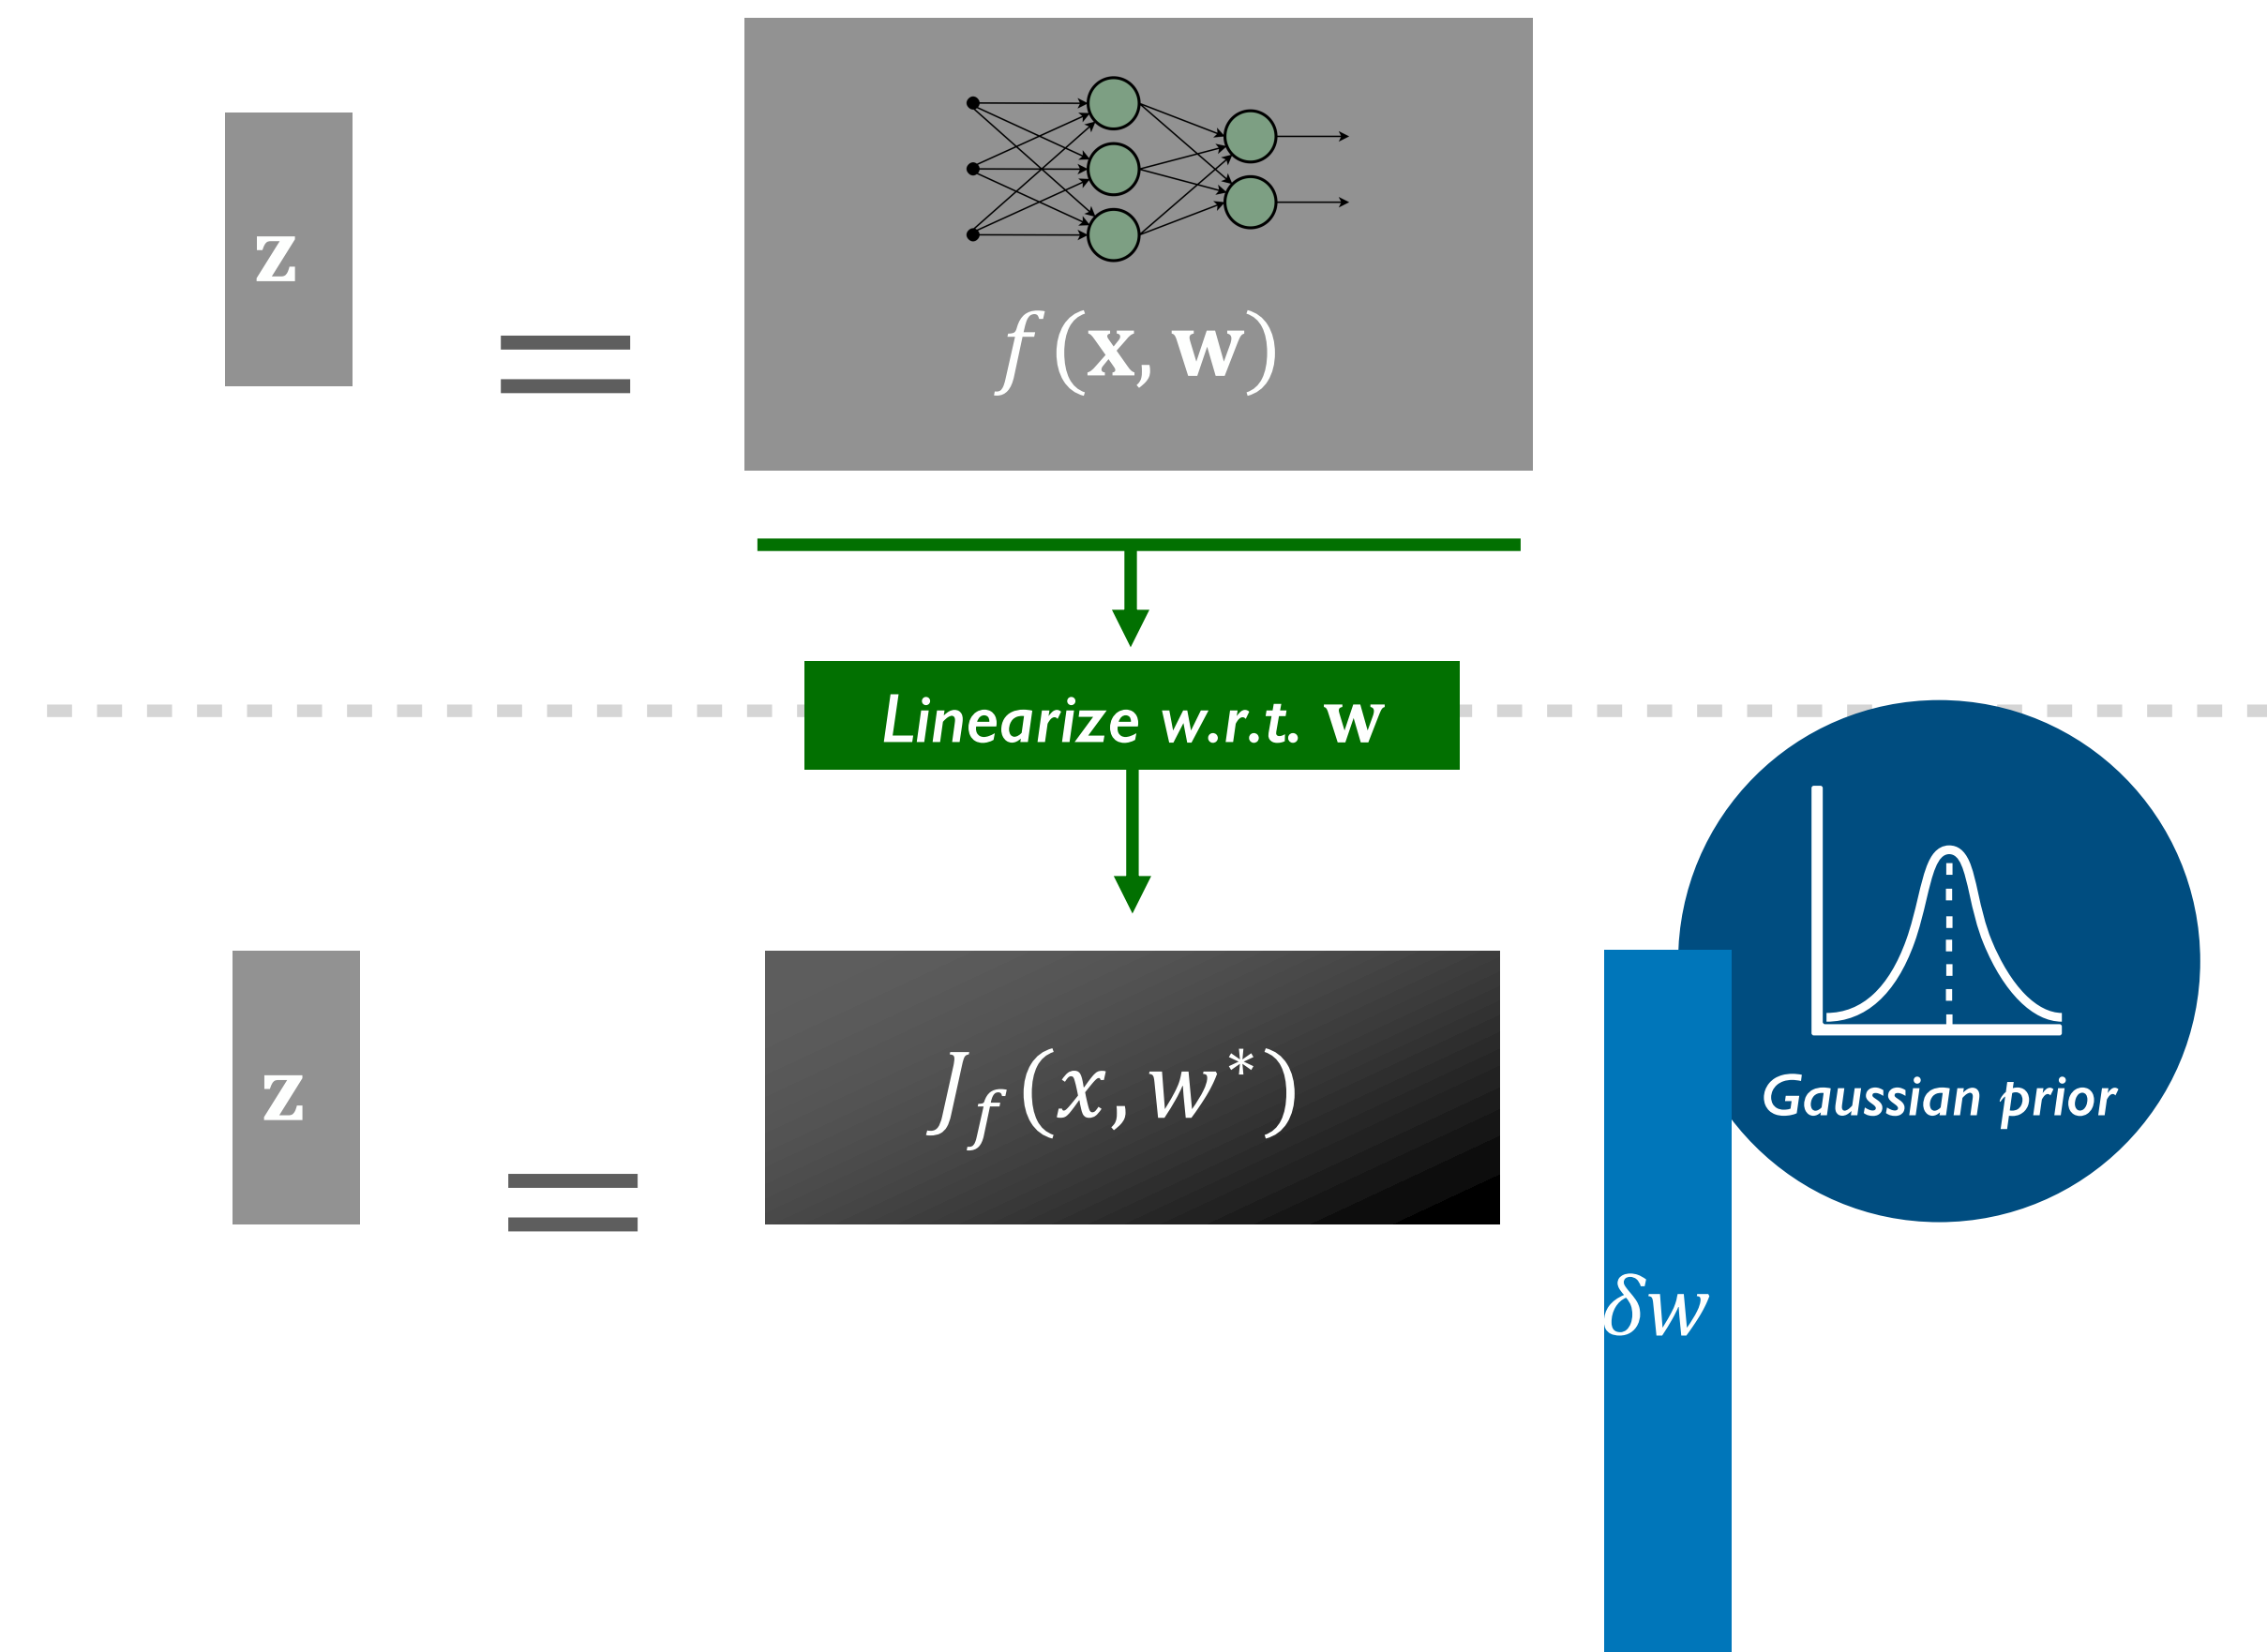 z = f(x, w)
Linearize w.r.t. w
z = J_f(x, w*) δw
Gaussian prior